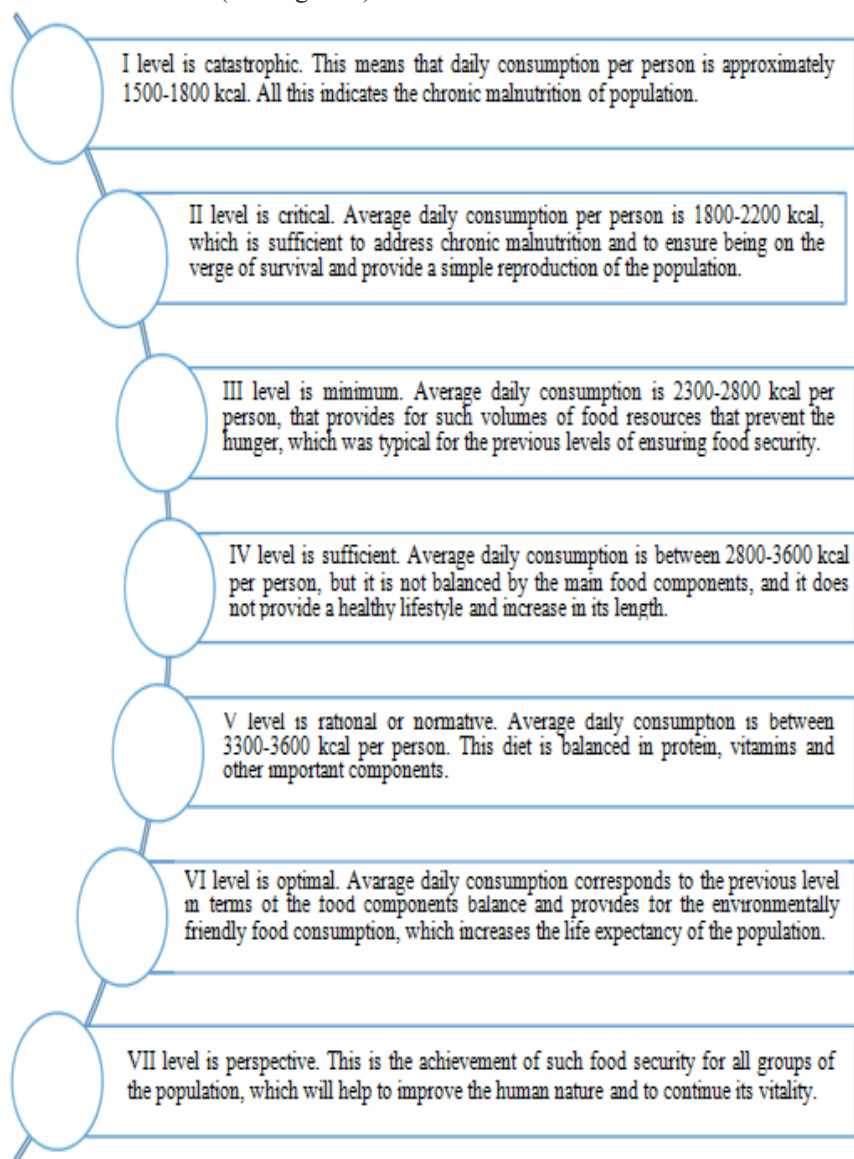 I level is catastrophic. This means that daily consumption per person is approximately
1500-1800 kcal. All this indicates the chronic malnutrition of population.
II level is critical. Average daily consumption per person is 1800-2200 kcal,
which is sufficient to address chronic malnutrition and to ensure being on the
verge of survival and provide a simple reproduction of the population.
III level is minimum. Average daily consumption is 2300-2800 kcal per
person, that provides for such volumes of food resources that prevent the
hunger, which was typical for the previous levels of ensuring food security.
IV level is sufficient. Average daily consumption is between 2800-3600 kcal
per person, but it is not balanced by the main food components, and it does
not provide a healthy lifestyle and increase in its length.
V level is rational or normative. Average daily consumption is between
3300-3600 kcal per person. This diet is balanced in protein, vitamins and
other important components.
VI level is optimal. Avarage daily consumption corresponds to the previous level
in terms of the food components balance and provides for the environmentally
friendly food consumption, which increases the life expectancy of the population.
VII level is perspective. This is the achievement of such food security for all groups of
the population, which will help to improve the human nature and to continue its vitality.